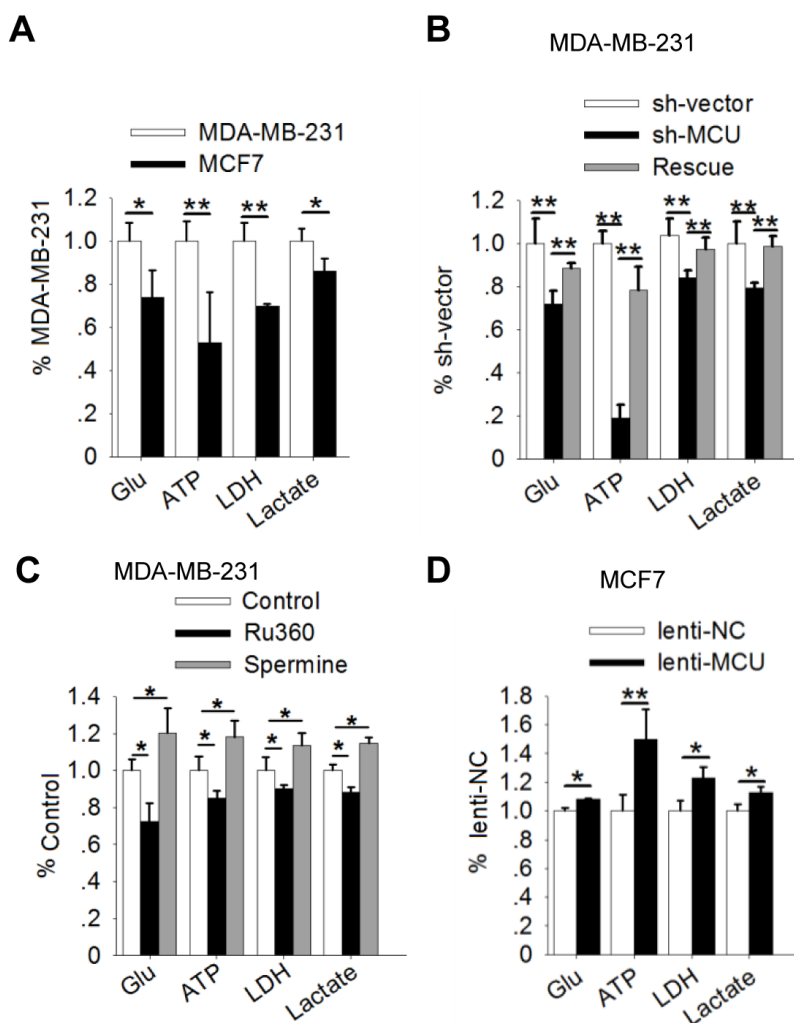 A
MDA-MB-231
MCF7
% MDA-MB-231
1.2
1.0
.8
.6
.4
.2
0
* ** ** *
Glu ATP LDH Lactate
B
MDA-MB-231
sh-vector
sh-MCU
Rescue
% sh-vector
1.2
1.0
.8
.6
.4
.2
0
** ** ** **
** ** ** **
Glu ATP LDH Lactate
C
MDA-MB-231
Control
Ru360
Spermine
% Control
1.4
1.2
1.0
.8
.6
.4
.2
0
* * * *
* * * *
Glu ATP LDH Lactate
D
MCF7
lenti-NC
lenti-MCU
% lenti-NC
1.8
1.6
1.4
1.2
1.0
.8
.6
.4
.2
0
* ** * *
Glu ATP LDH Lactate